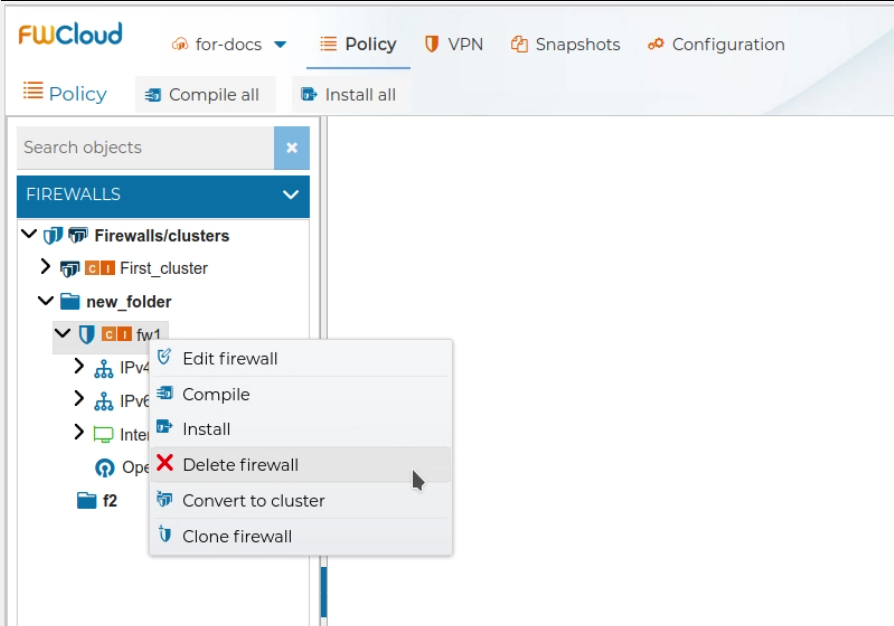 FWCloud
for-docs Policy VPN Snapshots Configuration
Policy Compile all Install all
Search objects
FIREWALLS
Firewalls/clusters
C I First_cluster
new_folder
C I fw1
Edit firewall
IPv4
Compile
IPv6
Install
Inte
Delete firewall
Ope
Convert to cluster
f2
Clone firewall